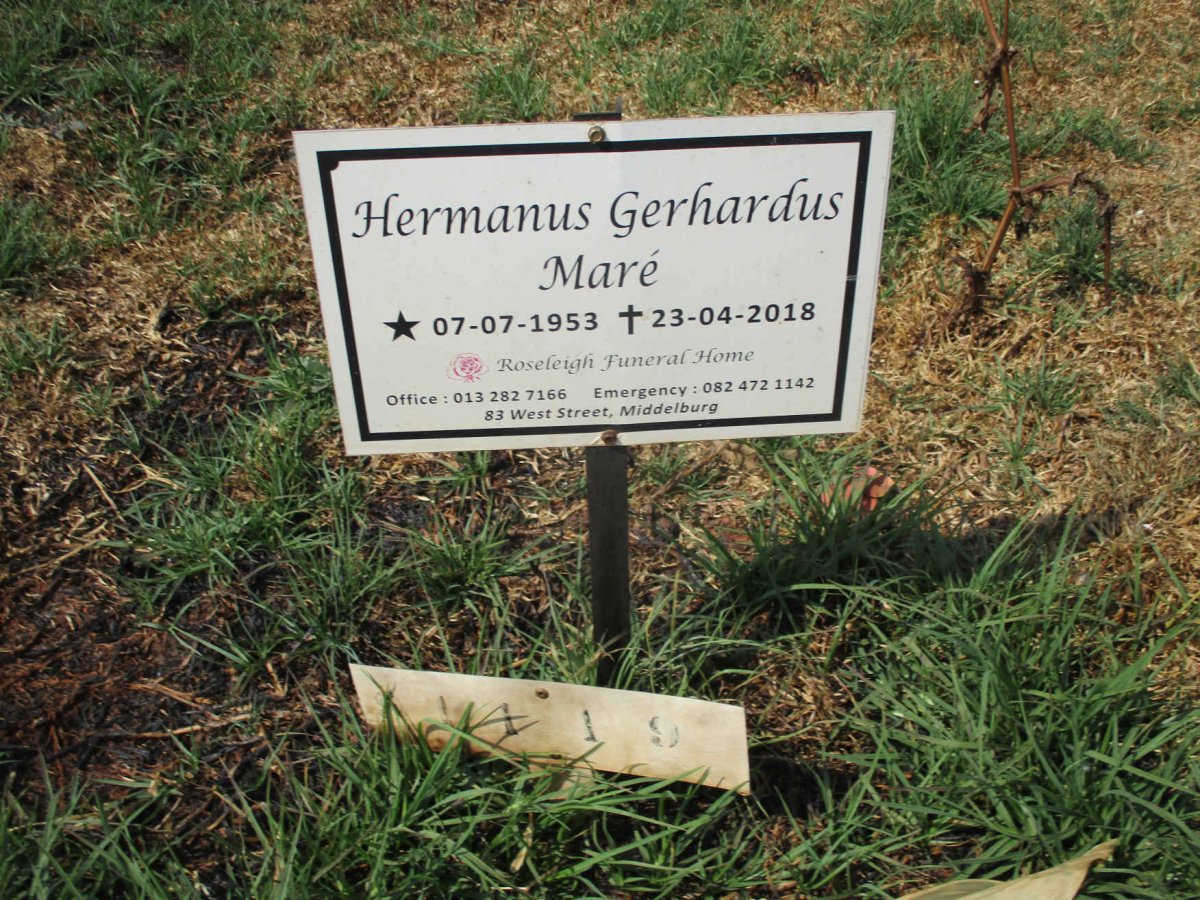 Hermanus Gerhardus
Maré
★ 07-07-1953 ✝ 23-04-2018
Roseleigh Funeral Home
Office : 013 282 7166 Emergency : 082 472 1142
83 West Street, Middelburg
1419